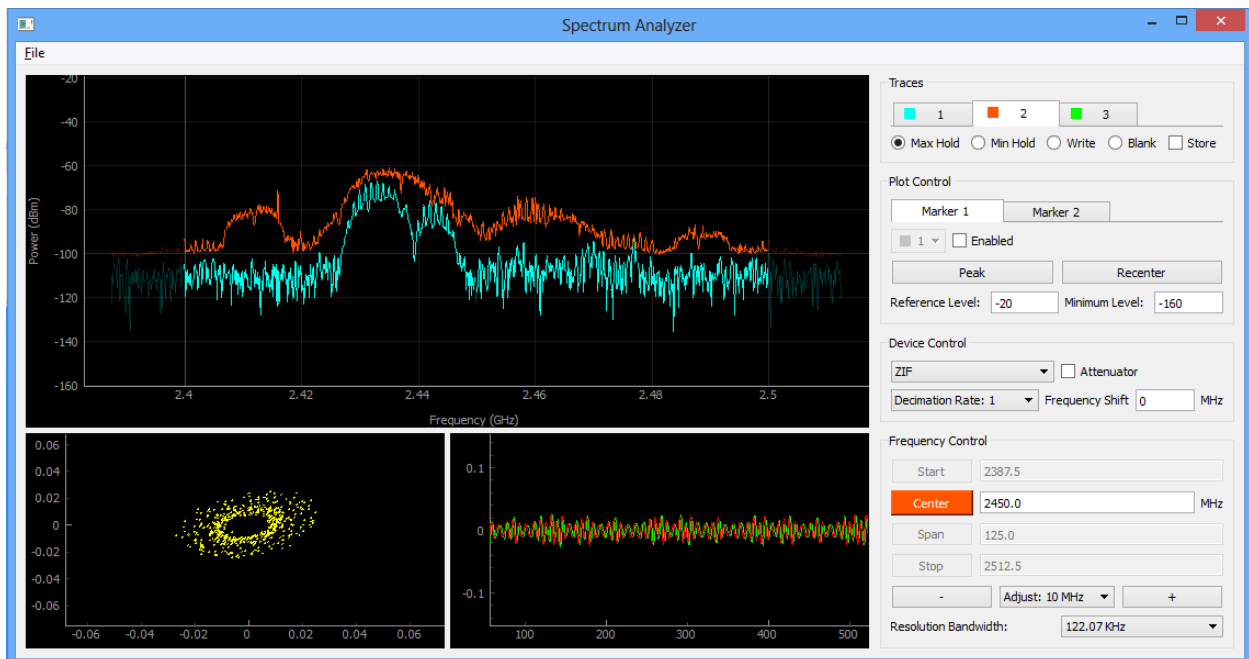 Spectrum Analyzer
File
-20
-40
-60
-80
-100
-120
-140
-160
Power (dBm)
2.4 2.42 2.44 2.46 2.48 2.5
Frequency (GHz)
0.06
0.04
0.02
0
-0.02
-0.04
-0.06
-0.06 -0.04 -0.02 0 0.02 0.04 0.06
0.1
0
-0.1
100 200 300 400 500
Traces
1 2 3
Max Hold Min Hold Write Blank Store
Plot Control
Marker 1 Marker 2
1 Enabled
Peak Recenter
Reference Level: -20 Minimum Level: -160
Device Control
ZIF Attenuator
Decimation Rate: 1 Frequency Shift 0 MHz
Frequency Control
Start 2387.5
Center 2450.0 MHz
Span 125.0
Stop 2512.5
- Adjust: 10 MHz +
Resolution Bandwidth: 122.07 KHz